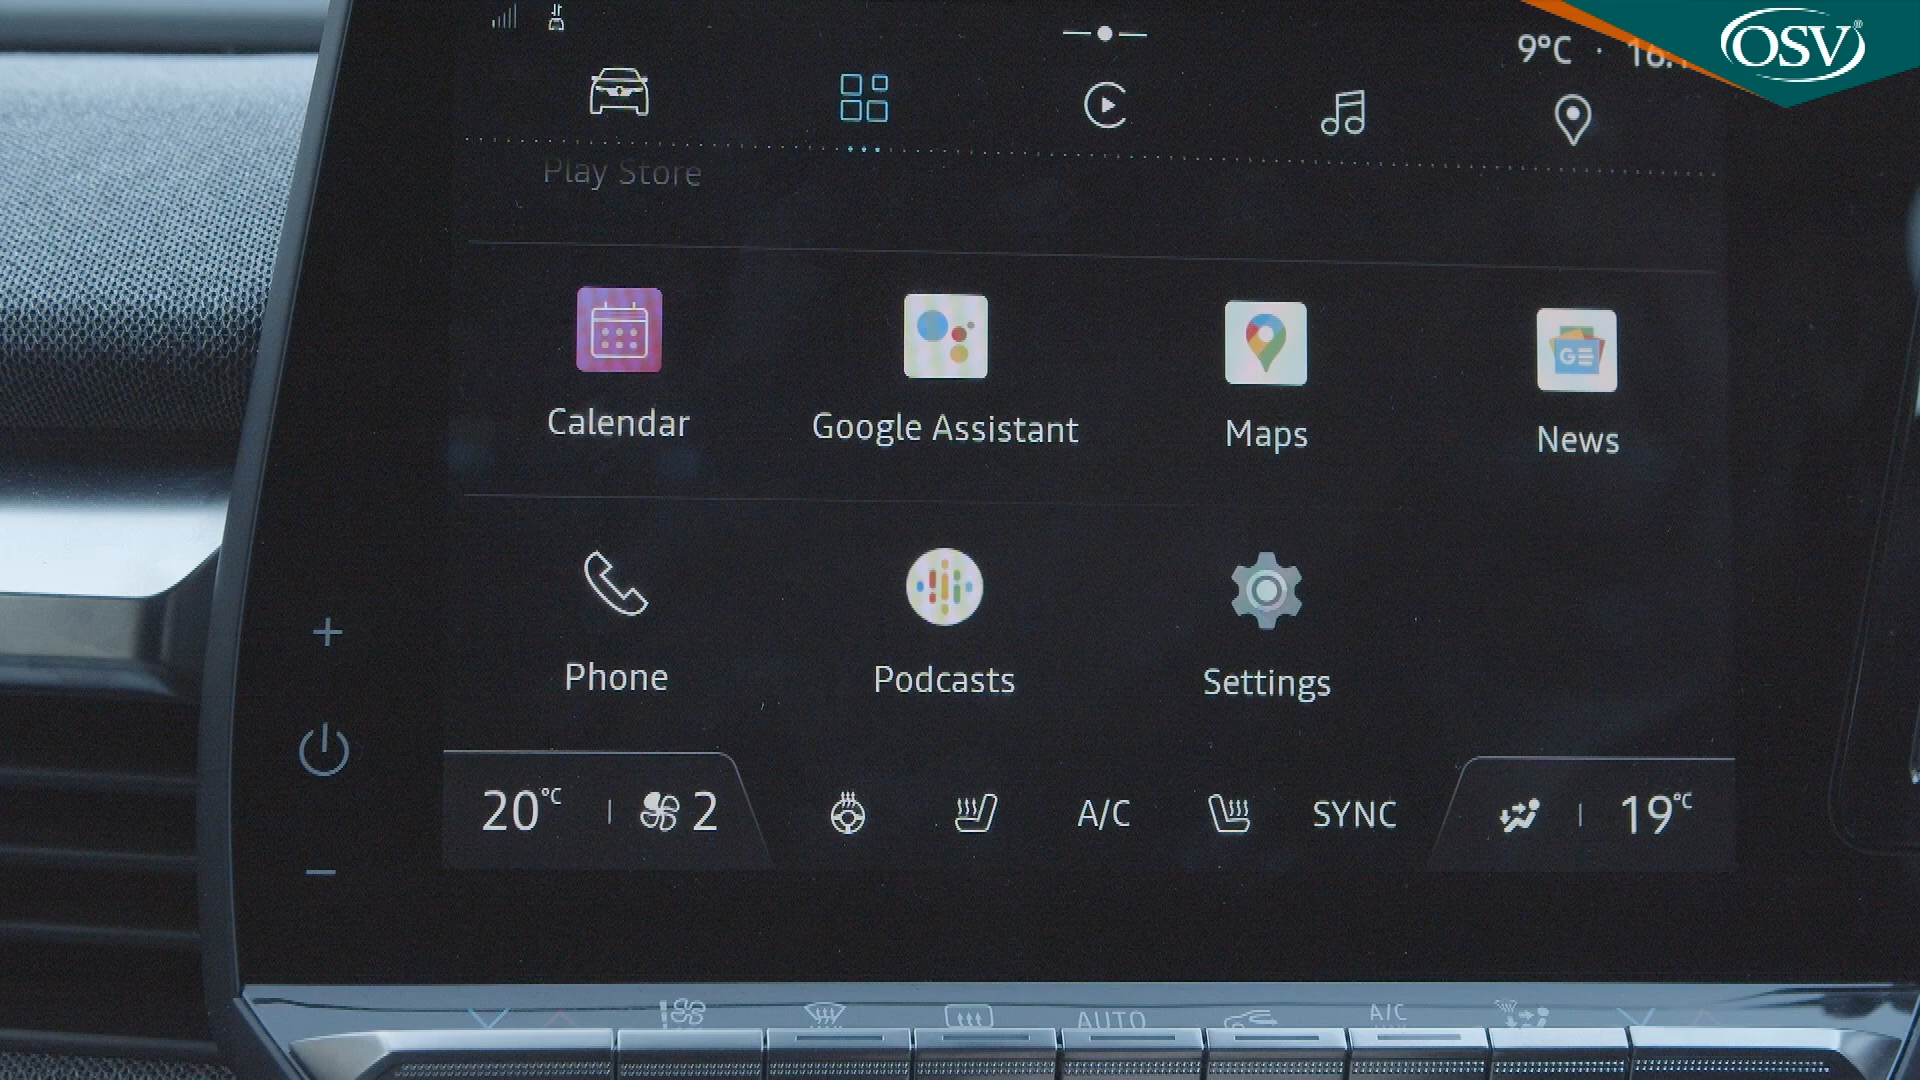 9°C
OSV®
Play Store
Calendar
Google Assistant
Maps
News
Phone
Podcasts
Settings
20°C 2 A/C SYNC 19°C
AUTO A/C